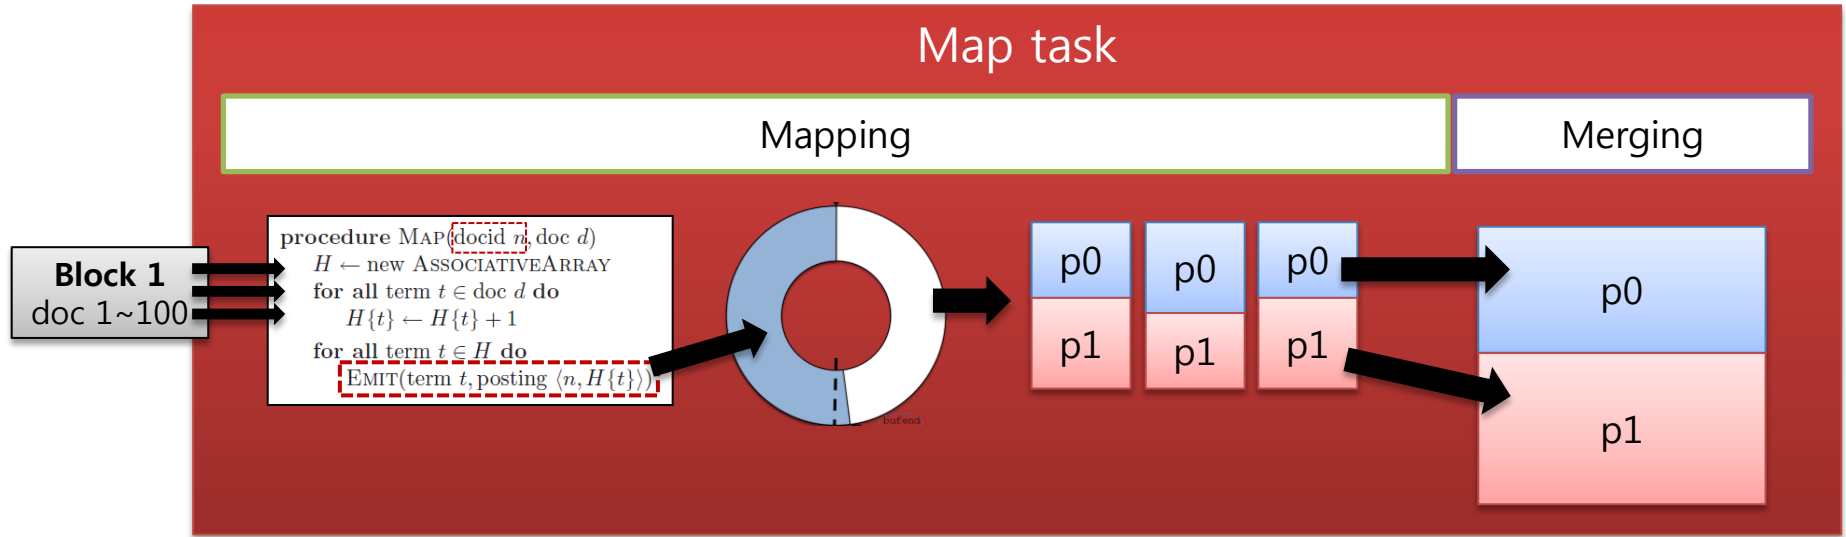 Map task
Mapping
Merging
Block 1
doc 1~100
procedure MAP(docid n, doc d)
H ← new ASSOCIATIVEARRAY
for all term t ∈ doc d do
H{t} ← H{t} + 1
for all term t ∈ H do
EMIT(term t, posting ⟨n, H{t}⟩)
bufend
p0
p1
p0
p1
p0
p1
p0
p1